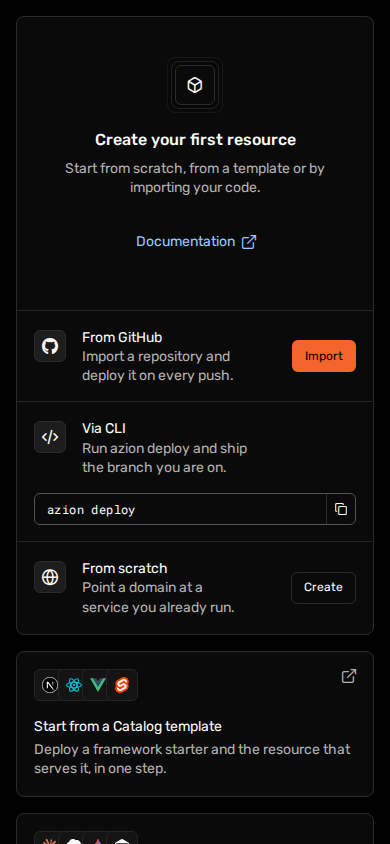 Create your first resource
Start from scratch, from a template or by
importing your code.
Documentation
From GitHub
Import a repository and
deploy it on every push.
Import
Via CLI
Run azion deploy and ship
the branch you are on.
azion deploy
From scratch
Point a domain at a
service you already run.
Create
Start from a Catalog template
Deploy a framework starter and the resource that
serves it, in one step.